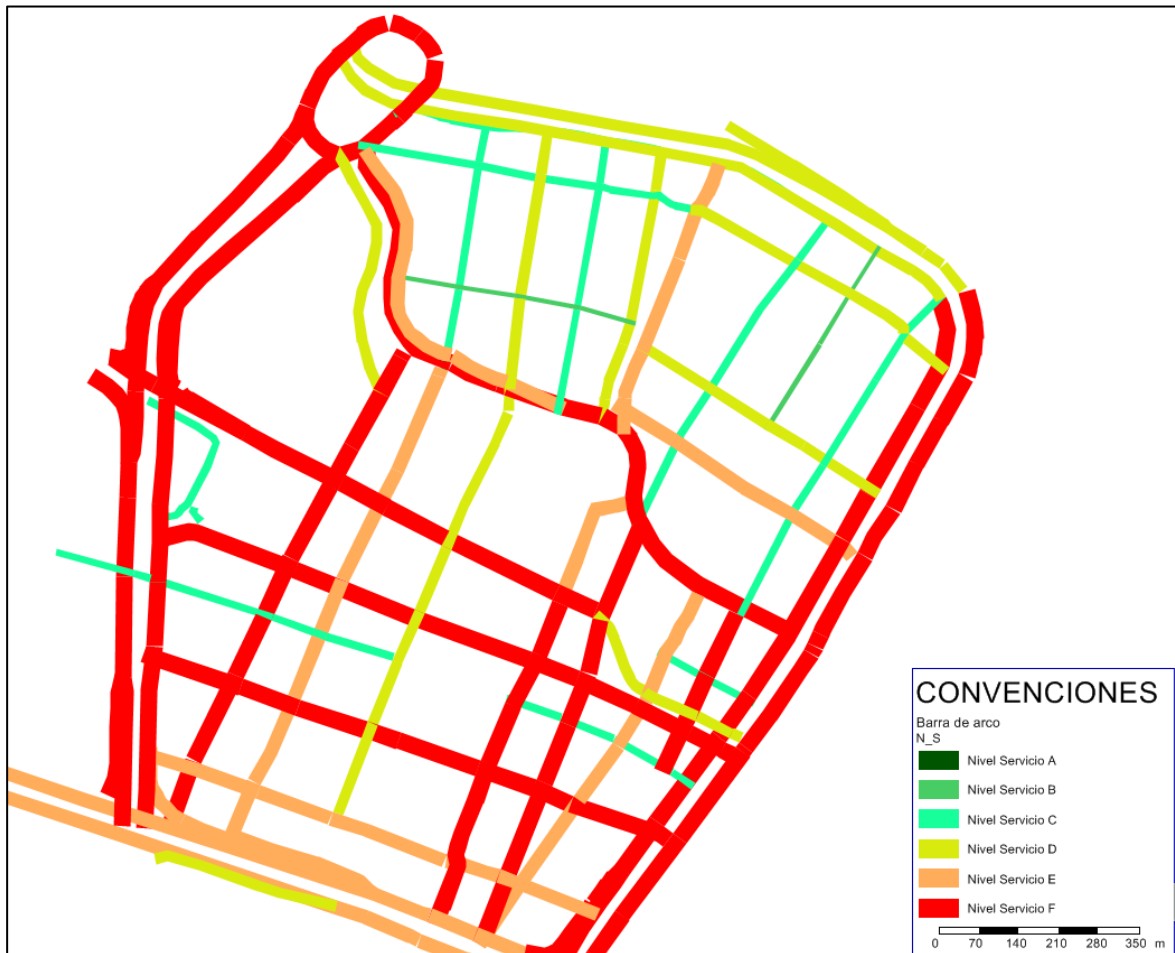 CONVENCIONES
Barra de arco
N_S
Nivel Servicio A
Nivel Servicio B
Nivel Servicio C
Nivel Servicio D
Nivel Servicio E
Nivel Servicio F
0 70 140 210 280 350 m